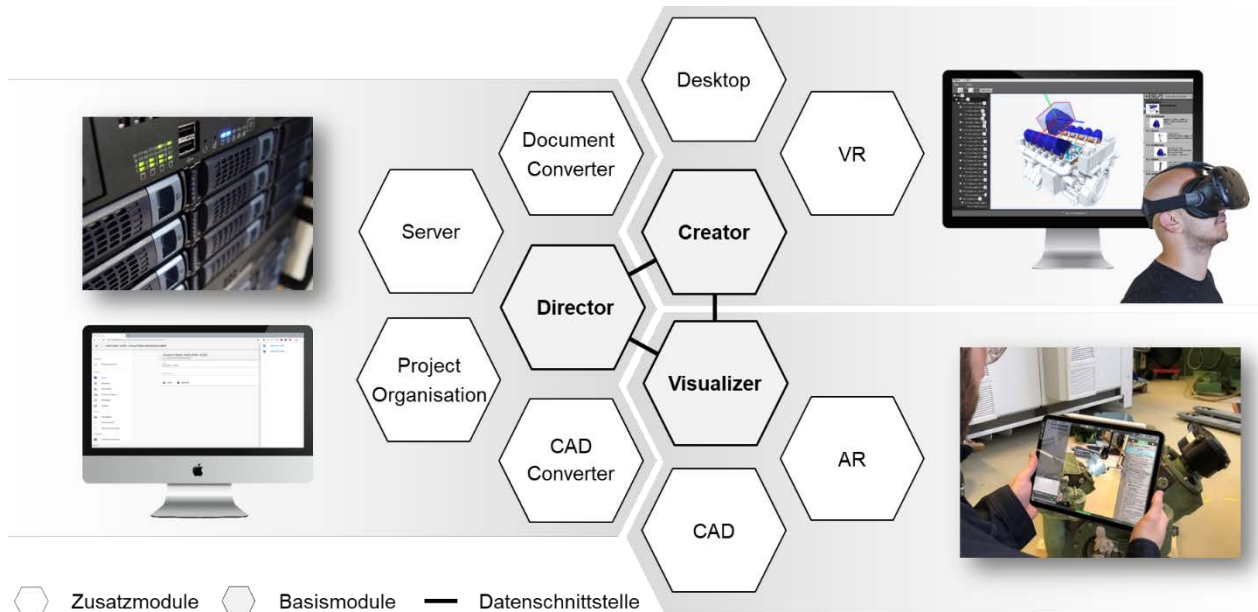 Desktop
Document
Converter
VR
Server
Creator
Director
Project
Organisation
Visualizer
CAD
Converter
AR
CAD
Zusatzmodule
Basismodule
Datenschnittstelle